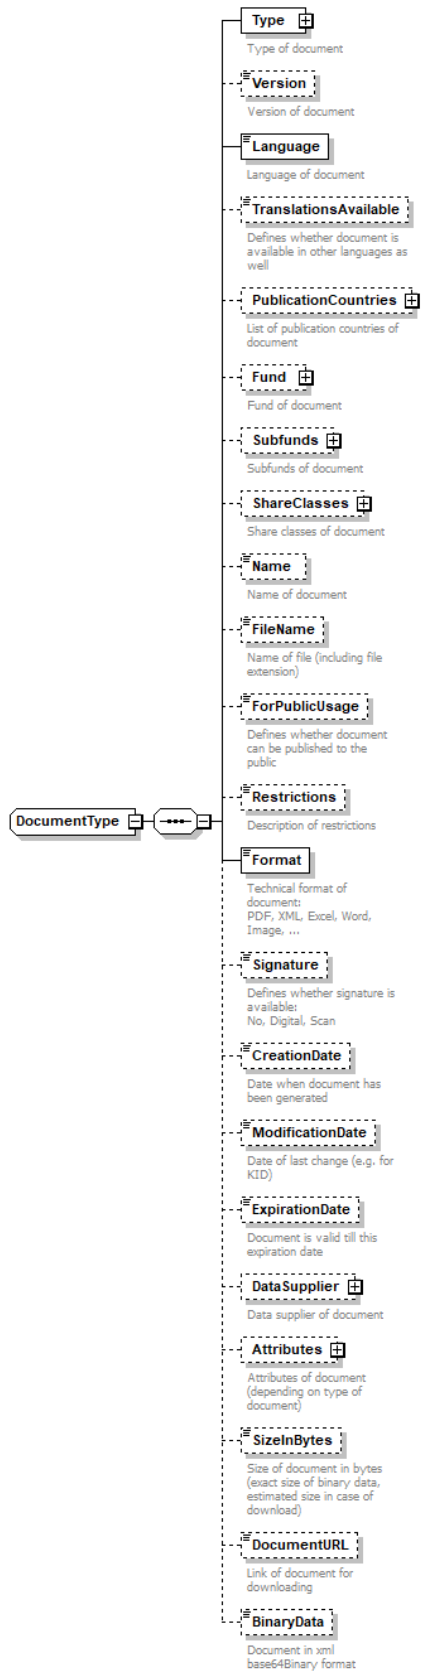 Type
Type of document
Version
Version of document
Language
Language of document
TranslationsAvailable
Defines whether document is
available in other languages as
well
PublicationCountries
List of publication countries of
document
Fund
Fund of document
Subfunds
Subfunds of document
ShareClasses
Share classes of document
Name
Name of document
FileName
Name of file (including file
extension)
ForPublicUsage
Defines whether document
can be published to the
public
Restrictions
Description of restrictions
DocumentType
Format
Technical format of
document:
PDF, XML, Excel, Word,
Image, ...
Signature
Defines whether signature is
available:
No, Digital, Scan
CreationDate
Date when document has
been generated
ModificationDate
Date of last change (e.g. for
KID)
ExpirationDate
Document is valid till this
expiration date
DataSupplier
Data supplier of document
Attributes
Attributes of document
(depending on type of
document)
SizeInBytes
Size of document in bytes
(exact size of binary data,
estimated size in case of
download)
DocumentURL
Link of document for
downloading
BinaryData
Document in xml
base64Binary format